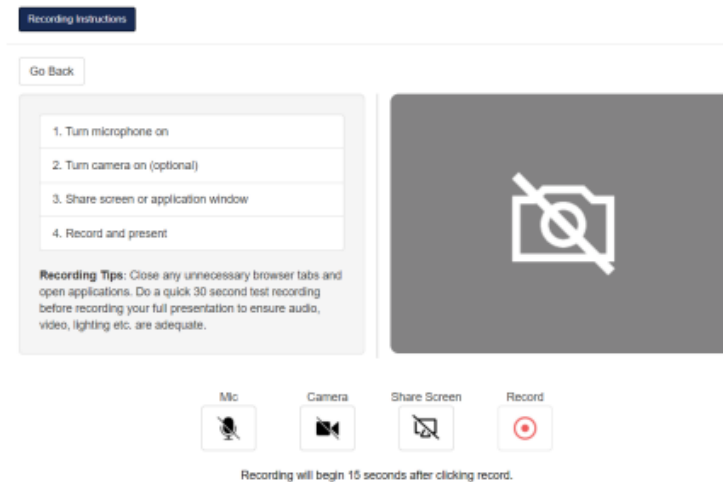 Recording Instructions
Go Back
1. Turn microphone on
2. Turn camera on (optional)
3. Share screen or application window
4. Record and present
Recording Tips: Close any unnecessary browser tabs and
open applications. Do a quick 30 second test recording
before recording your full presentation to ensure audio,
video, lighting etc. are adequate.
Mic Camera Share Screen Record
Recording will begin 15 seconds after clicking record.